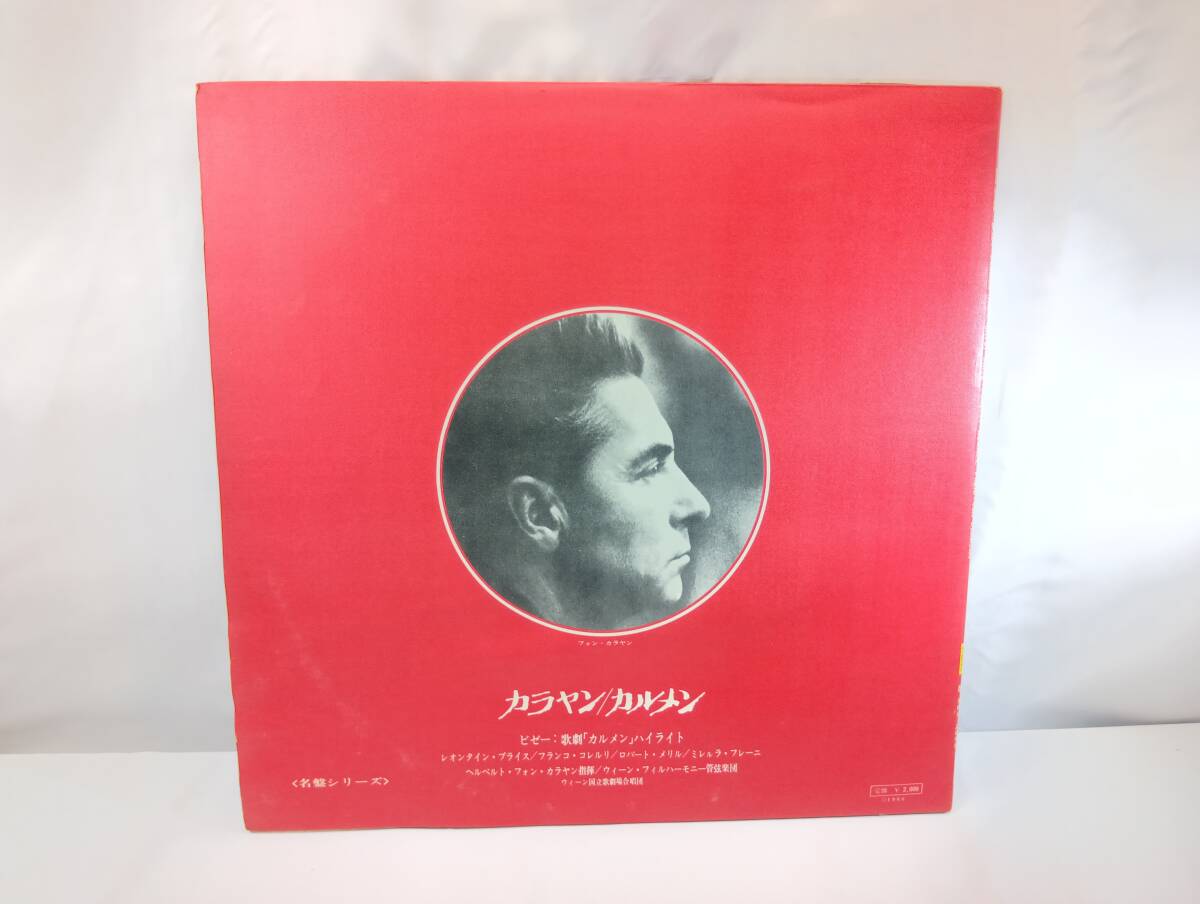 フォン・カラヤン
カラヤン/カルメン
ビゼー：歌劇「カルメン」ハイライト
レオンタイン・プライス/フランコ・コレルリ/ロバート・メリル/ミレルラ・フレーニ
ヘルベルト・フォン・カラヤン指揮/ウィーン・フィルハーモニー管弦楽団
ウィーン国立歌劇場合唱団
〈名盤シリーズ〉
定価 ¥2,000